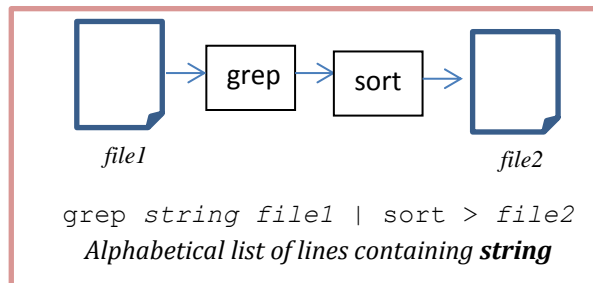 grep
sort
file1
file2
grep string file1 | sort > file2
Alphabetical list of lines containing string